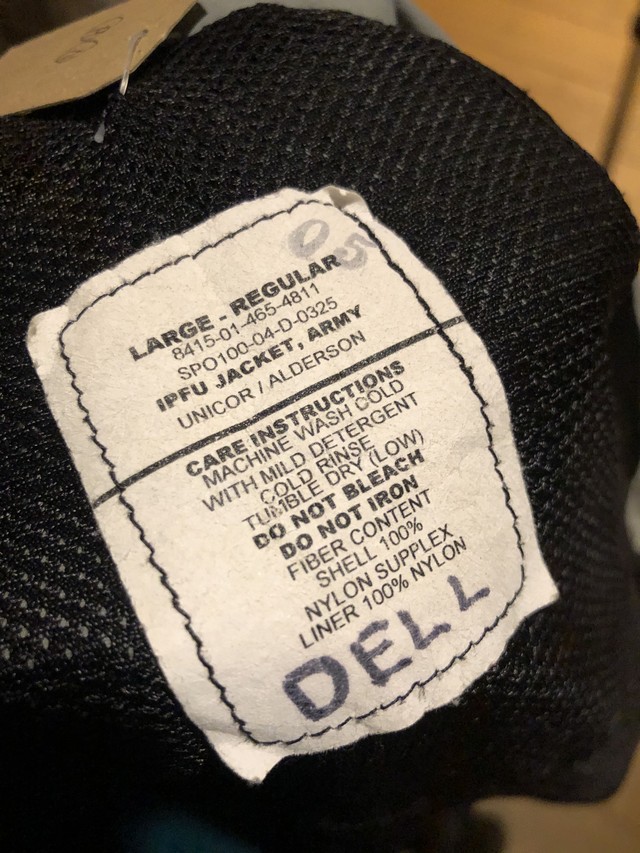 05
LARGE - REGULAR
8415-01-465-4811
SPO100-04-D-0325
IPFU JACKET, ARMY
UNICOR / ALDERSON
CARE INSTRUCTIONS
MACHINE WASH COLD
WITH MILD DETERGENT
COLD RINSE
TUMBLE DRY (LOW)
DO NOT BLEACH
DO NOT IRON
FIBER CONTENT
SHELL 100%
NYLON SUPPLEX
LINER 100% NYLON
DELL